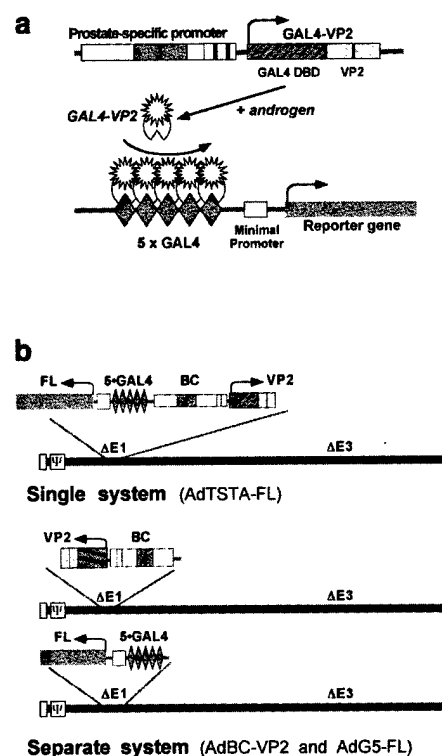 a
Prostate-specific promoter GAL4-VP2
GAL4 DBD VP2
GAL4-VP2 + androgen
5 x GAL4 Minimal Promoter Reporter gene
b
FL 5•GAL4 BC VP2
ΔE1 ΔE3
Ψ
Single system (AdTSTA-FL)
VP2 BC
ΔE1 ΔE3
Ψ
FL 5•GAL4
ΔE1 ΔE3
Ψ
Separate system (AdBC-VP2 and AdG5-FL)